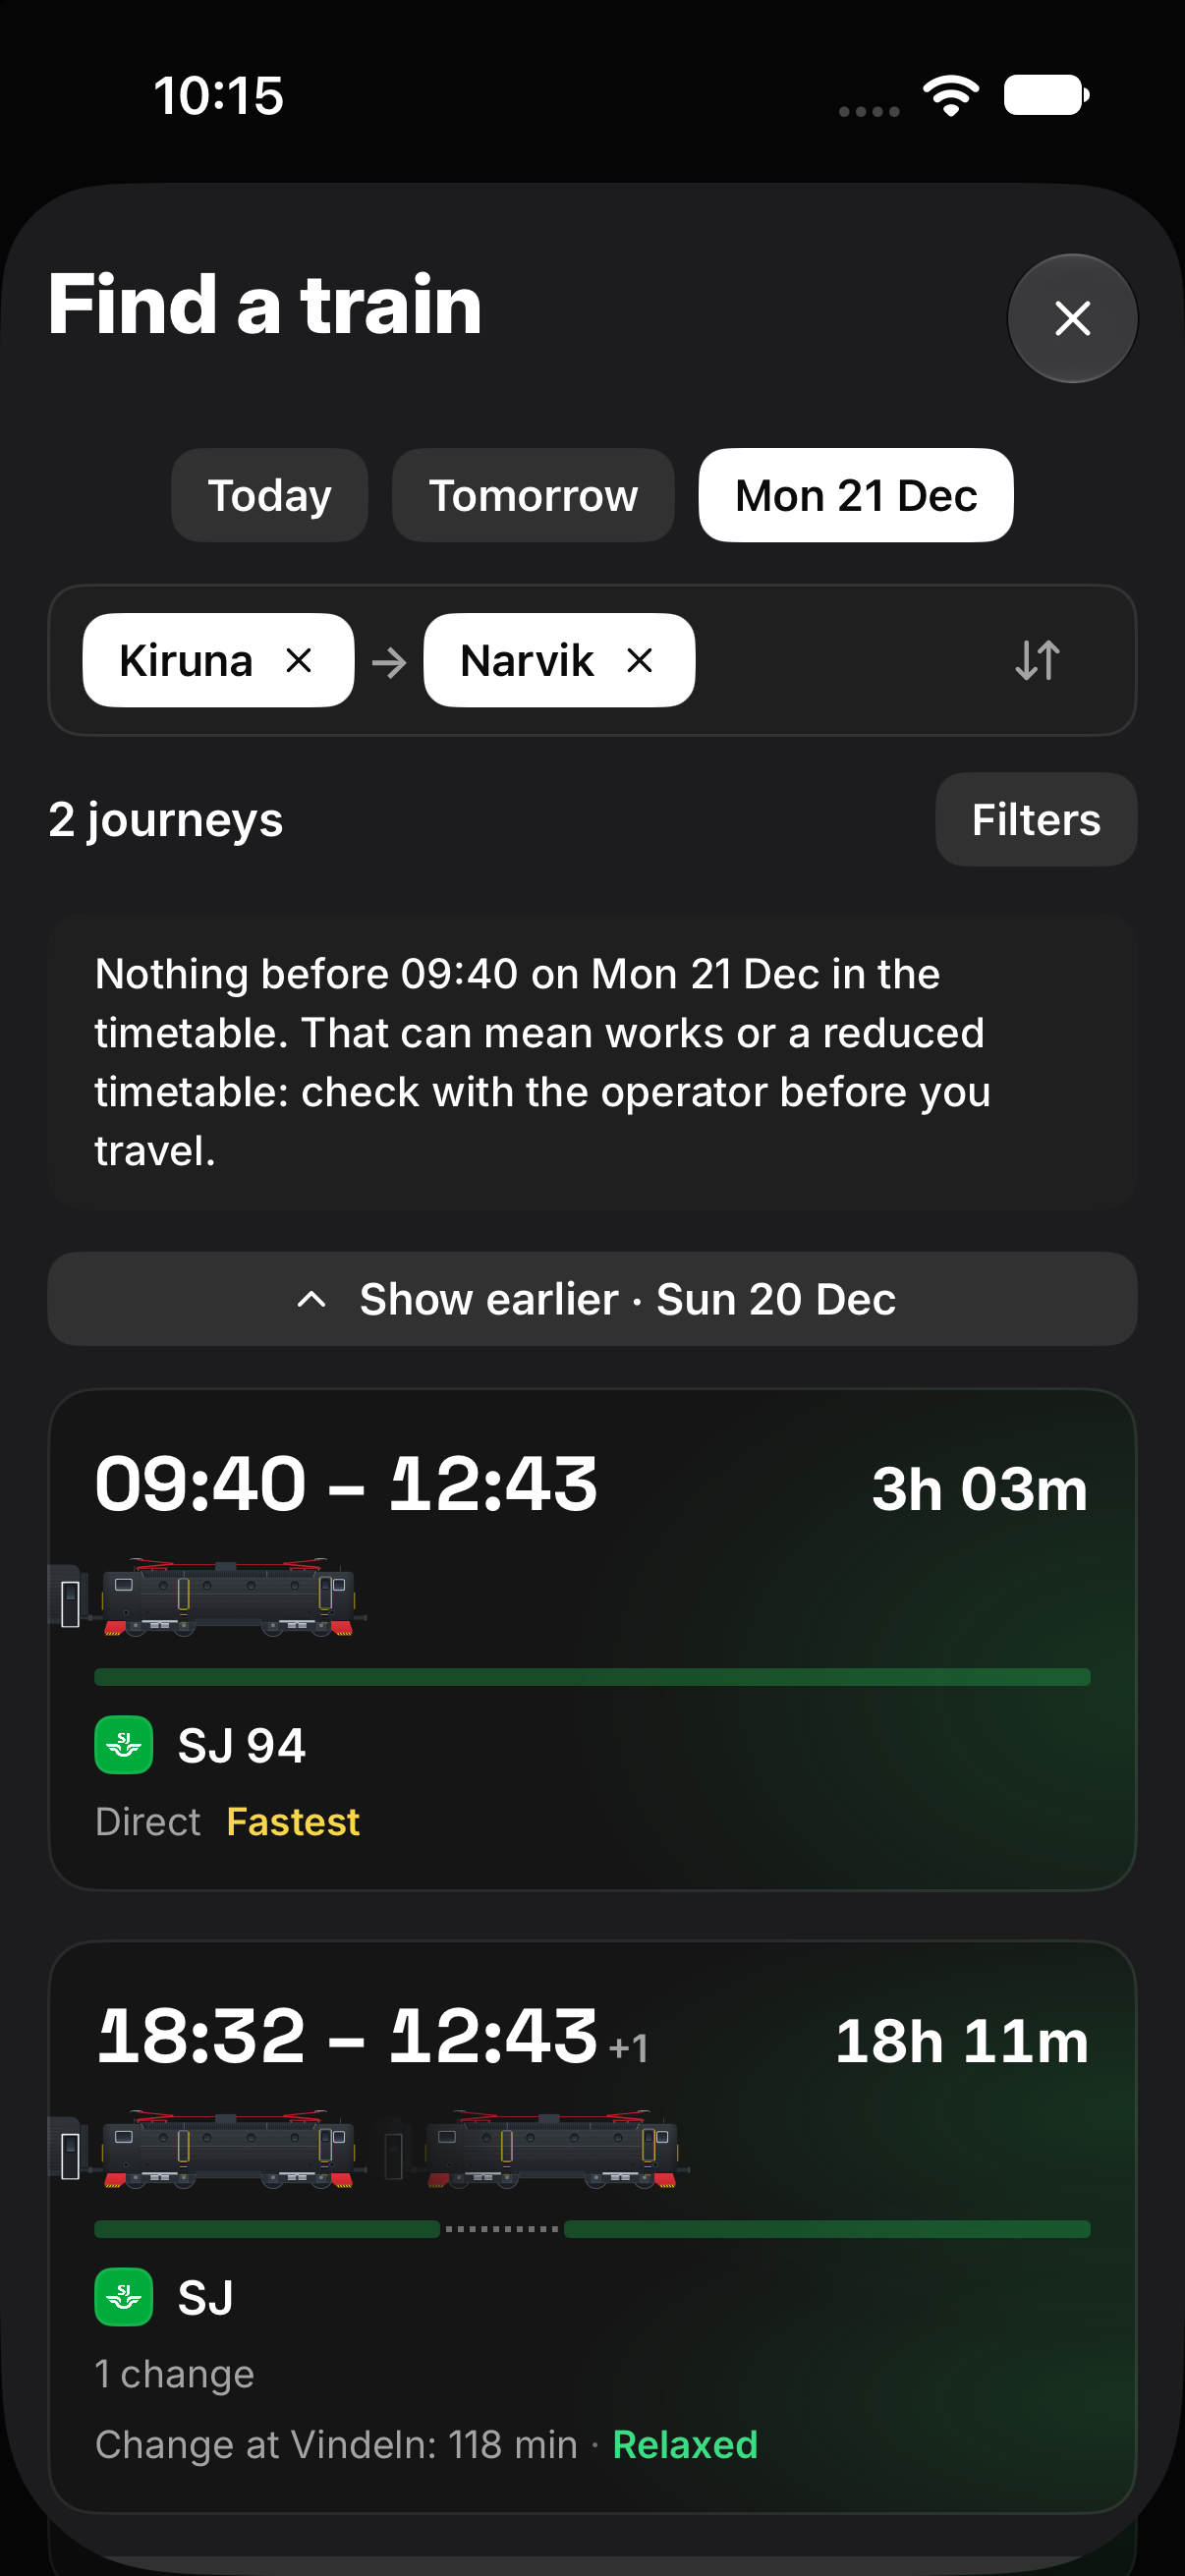 10:15
Find a train
Today Tomorrow Mon 21 Dec
Kiruna → Narvik
2 journeys Filters
Nothing before 09:40 on Mon 21 Dec in the
timetable. That can mean works or a reduced
timetable: check with the operator before you
travel.
Show earlier · Sun 20 Dec
09:40 – 12:43 3h 03m
SJ SJ 94
Direct Fastest
18:32 – 12:43 +1 18h 11m
SJ SJ
1 change
Change at Vindeln: 118 min · Relaxed